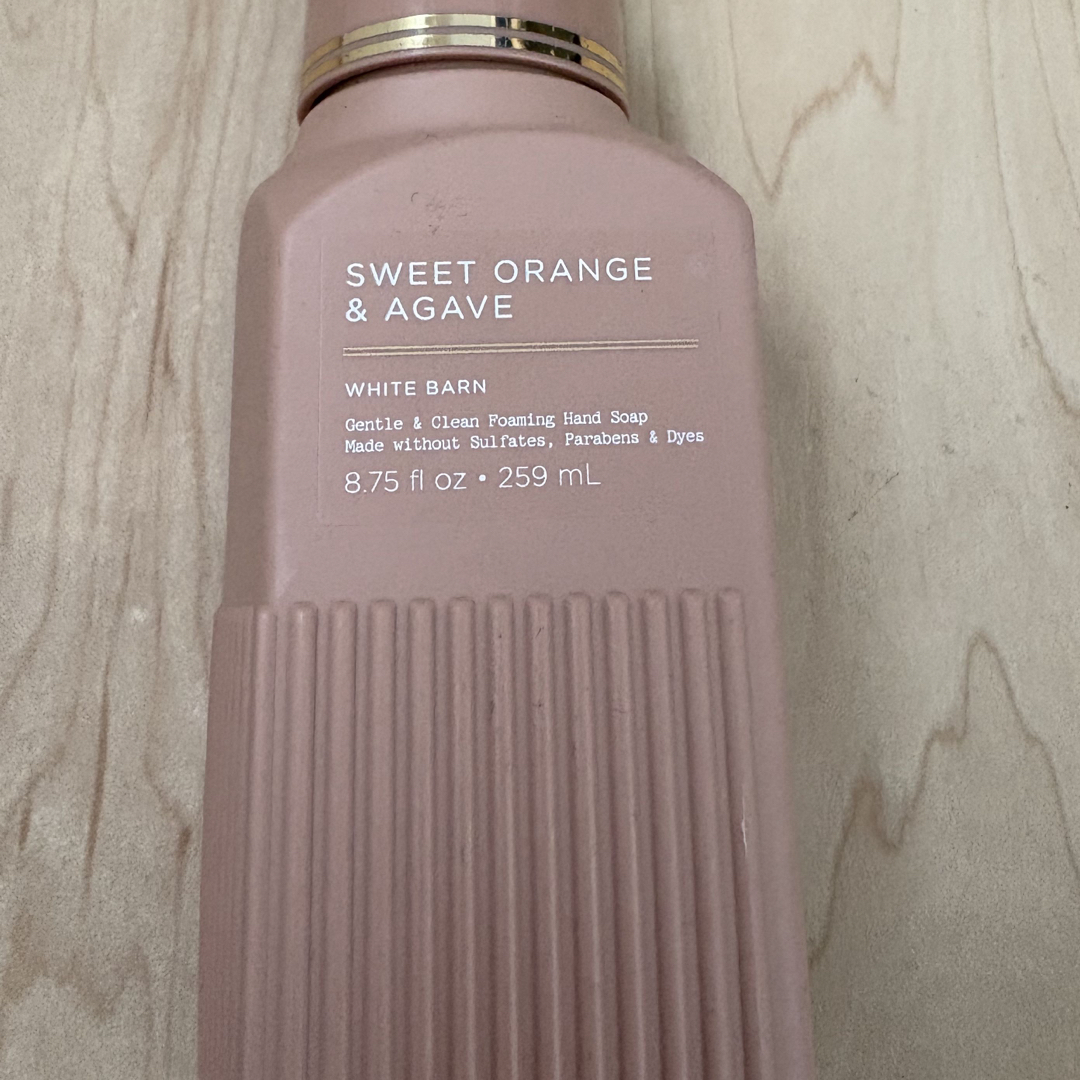 SWEET ORANGE
& AGAVE
WHITE BARN
Gentle & Clean Foaming Hand Soap
Made without Sulfates, Parabens & Dyes
8.75 fl oz • 259 mL